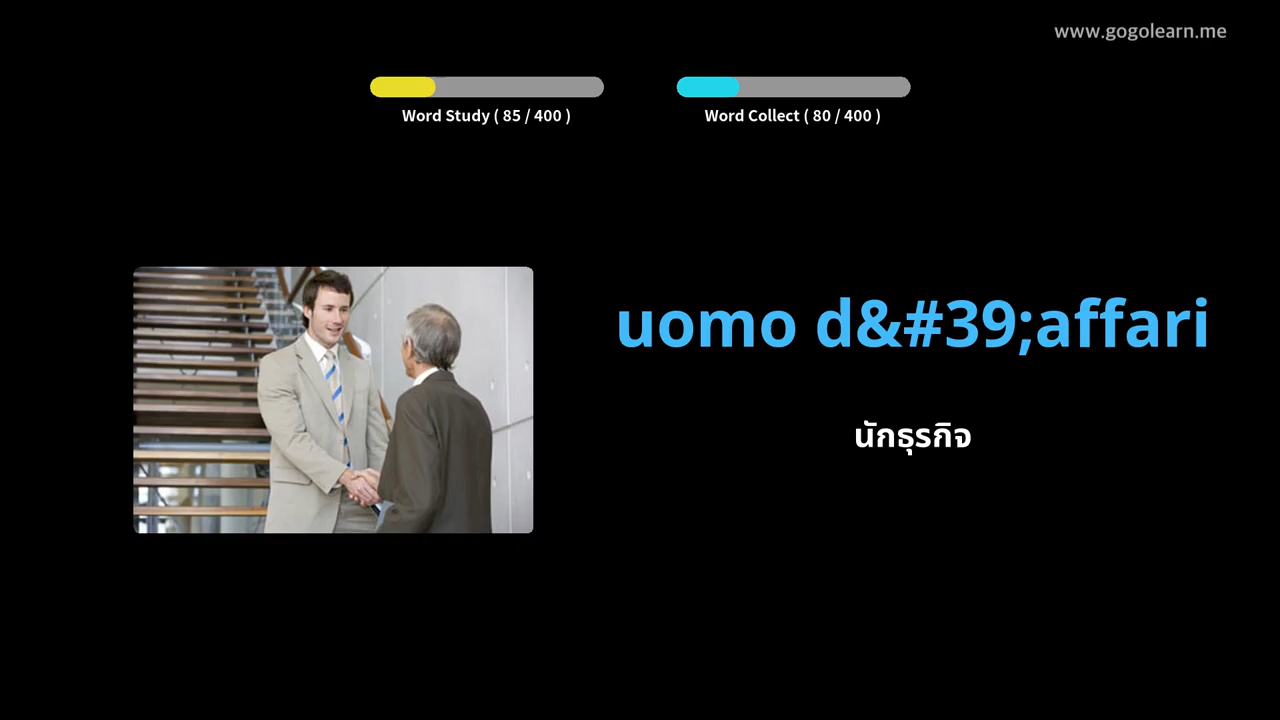 www.gogolearn.me
Word Study ( 85 / 400 )
Word Collect ( 80 / 400 )
uomo d&#39;affari
นักธุรกิจ